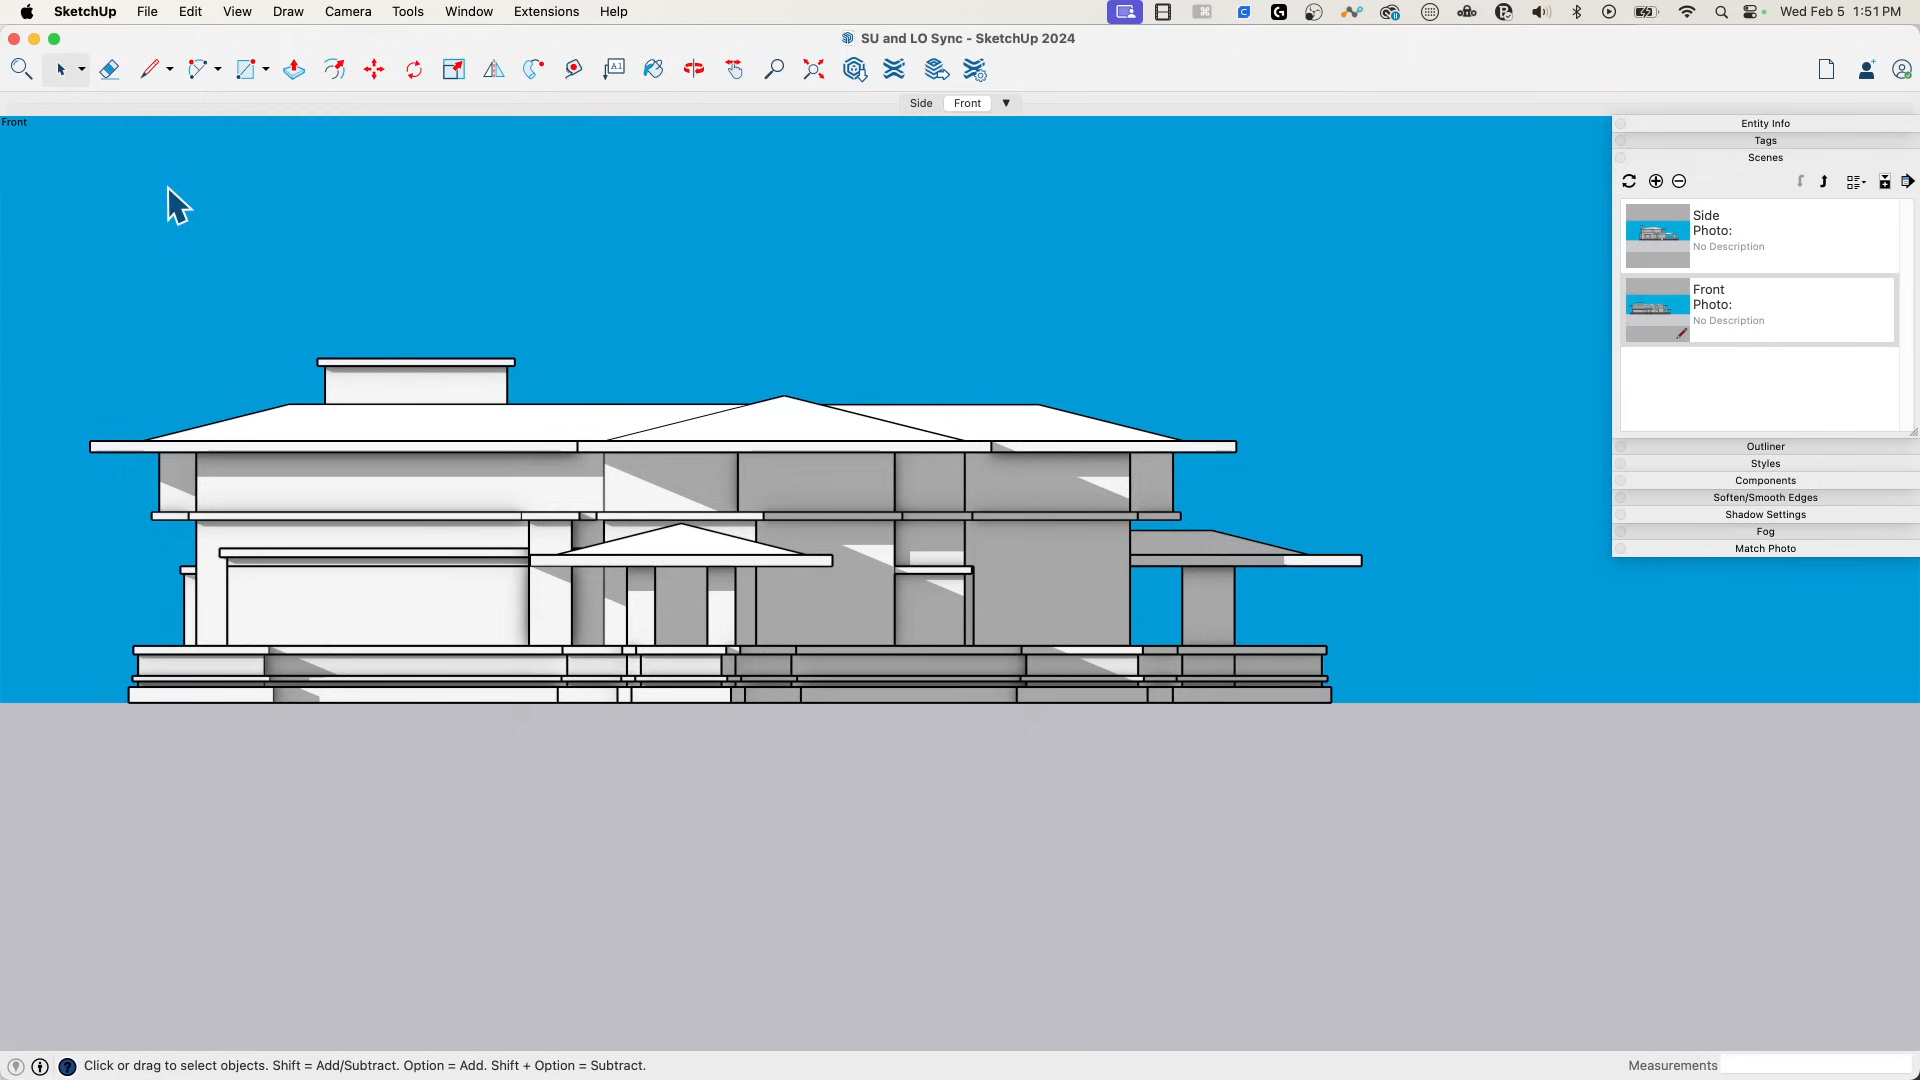 SketchUp File Edit View Draw Camera Tools Window Extensions Help
Wed Feb 5 1:51 PM
SU and LO Sync - SketchUp 2024
A1
Side Front
Front
Entity Info
Tags
Scenes
Side
Photo:
No Description
Front
Photo:
No Description
Outliner
Styles
Components
Soften/Smooth Edges
Shadow Settings
Fog
Match Photo
Click or drag to select objects. Shift = Add/Subtract. Option = Add. Shift + Option = Subtract.
Measurements